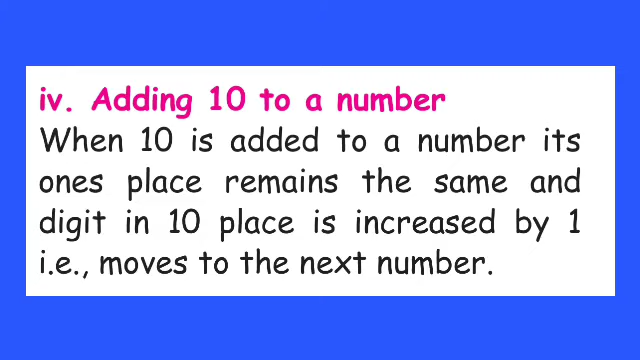 iv. Adding 10 to a number
When 10 is added to a number its
ones place remains the same and
digit in 10 place is increased by 1
i.e., moves to the next number.